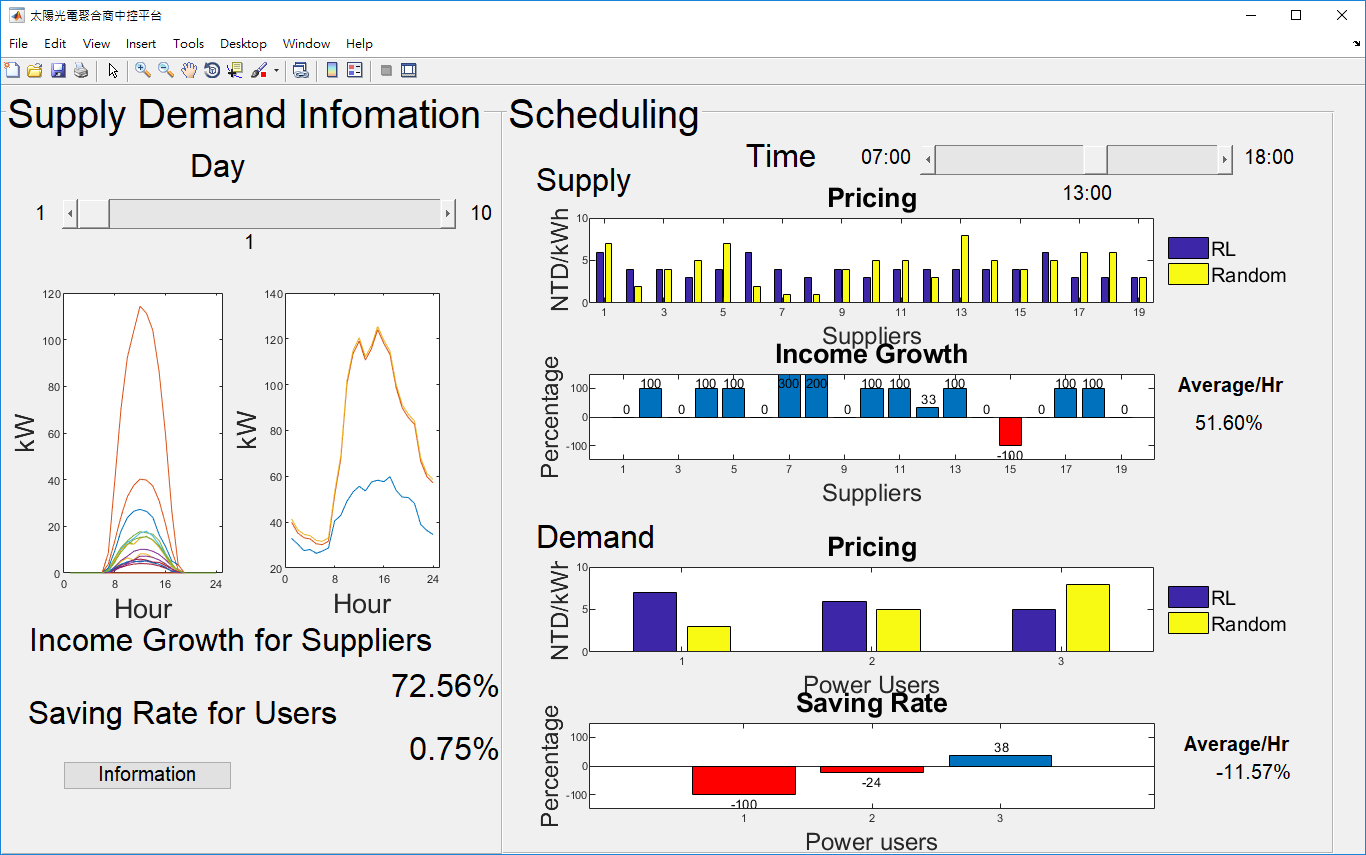 太陽光電聚合商中控平台
File Edit View Insert Tools Desktop Window Help
Supply Demand Infomation
Day
1 10
1
120
100
80
60
40
20
0
kW
0 8 16 24
Hour
140
120
100
80
60
40
20
kW
0 8 16 24
Hour
Income Growth for Suppliers
72.56%
Saving Rate for Users
0.75%
Information
Scheduling
Time 07:00 18:00
13:00
Supply
Pricing
NTD/kWh
10
5
0
1 3 5 7 9 11 13 15 17 19
Suppliers
RL
Random
Income Growth
Percentage
100
0
-100
0 100 0 100 100 0 300 200 0 100 100 33 100 0 -100 0 100 100 0
1 3 5 7 9 11 13 15 17 19
Suppliers
Average/Hr
51.60%
Demand
Pricing
NTD/kWh
10
5
0
1 2 3
Power Users
RL
Random
Saving Rate
Percentage
100
0
-100
-100 -24 38
1 2 3
Power users
Average/Hr
-11.57%